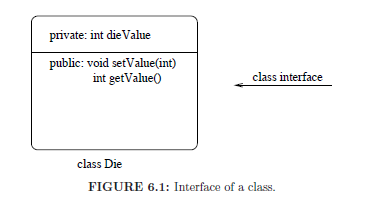 private: int dieValue
public: void setValue(int)
int getValue()
class interface
class Die
FIGURE 6.1: Interface of a class.